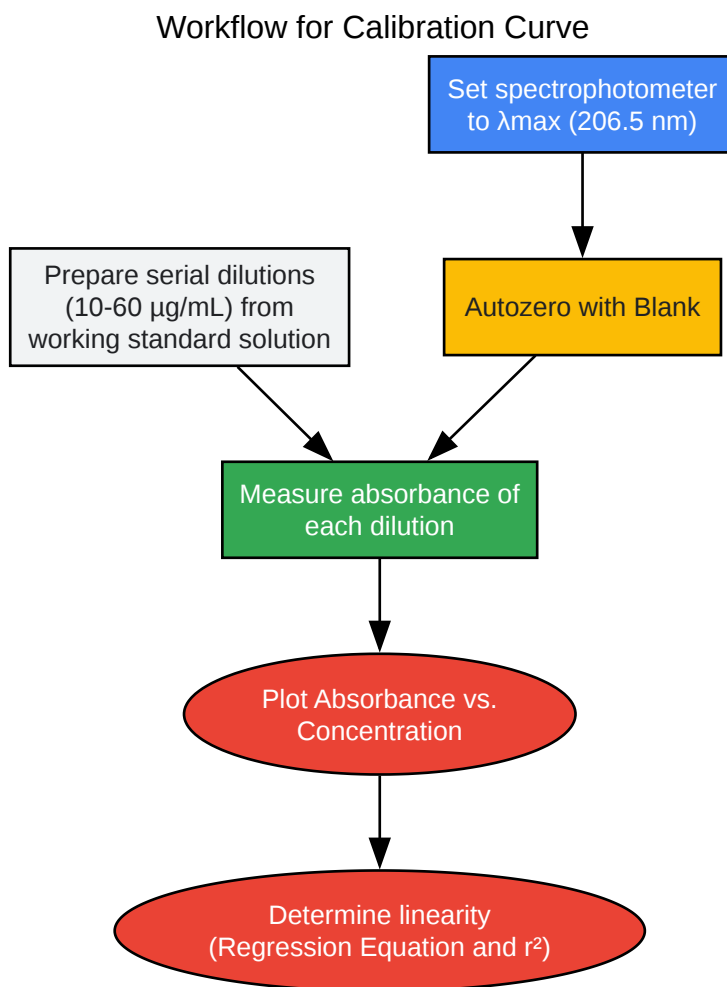 Workflow for Calibration Curve
Set spectrophotometer
to λmax (206.5 nm)
Prepare serial dilutions
(10-60 µg/mL) from
working standard solution
Autozero with Blank
Measure absorbance of
each dilution
Plot Absorbance vs.
Concentration
Determine linearity
(Regression Equation and r²)